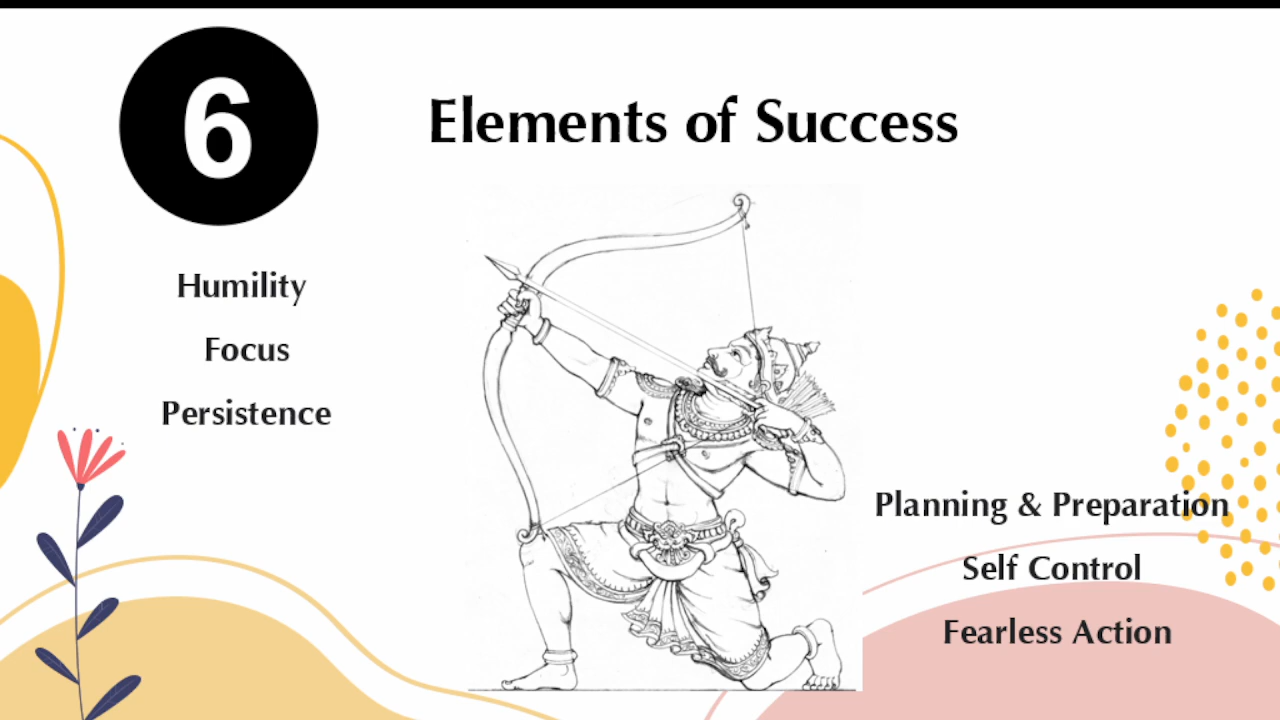 6
Elements of Success
Humility
Focus
Persistence
Planning & Preparation
Self Control
Fearless Action